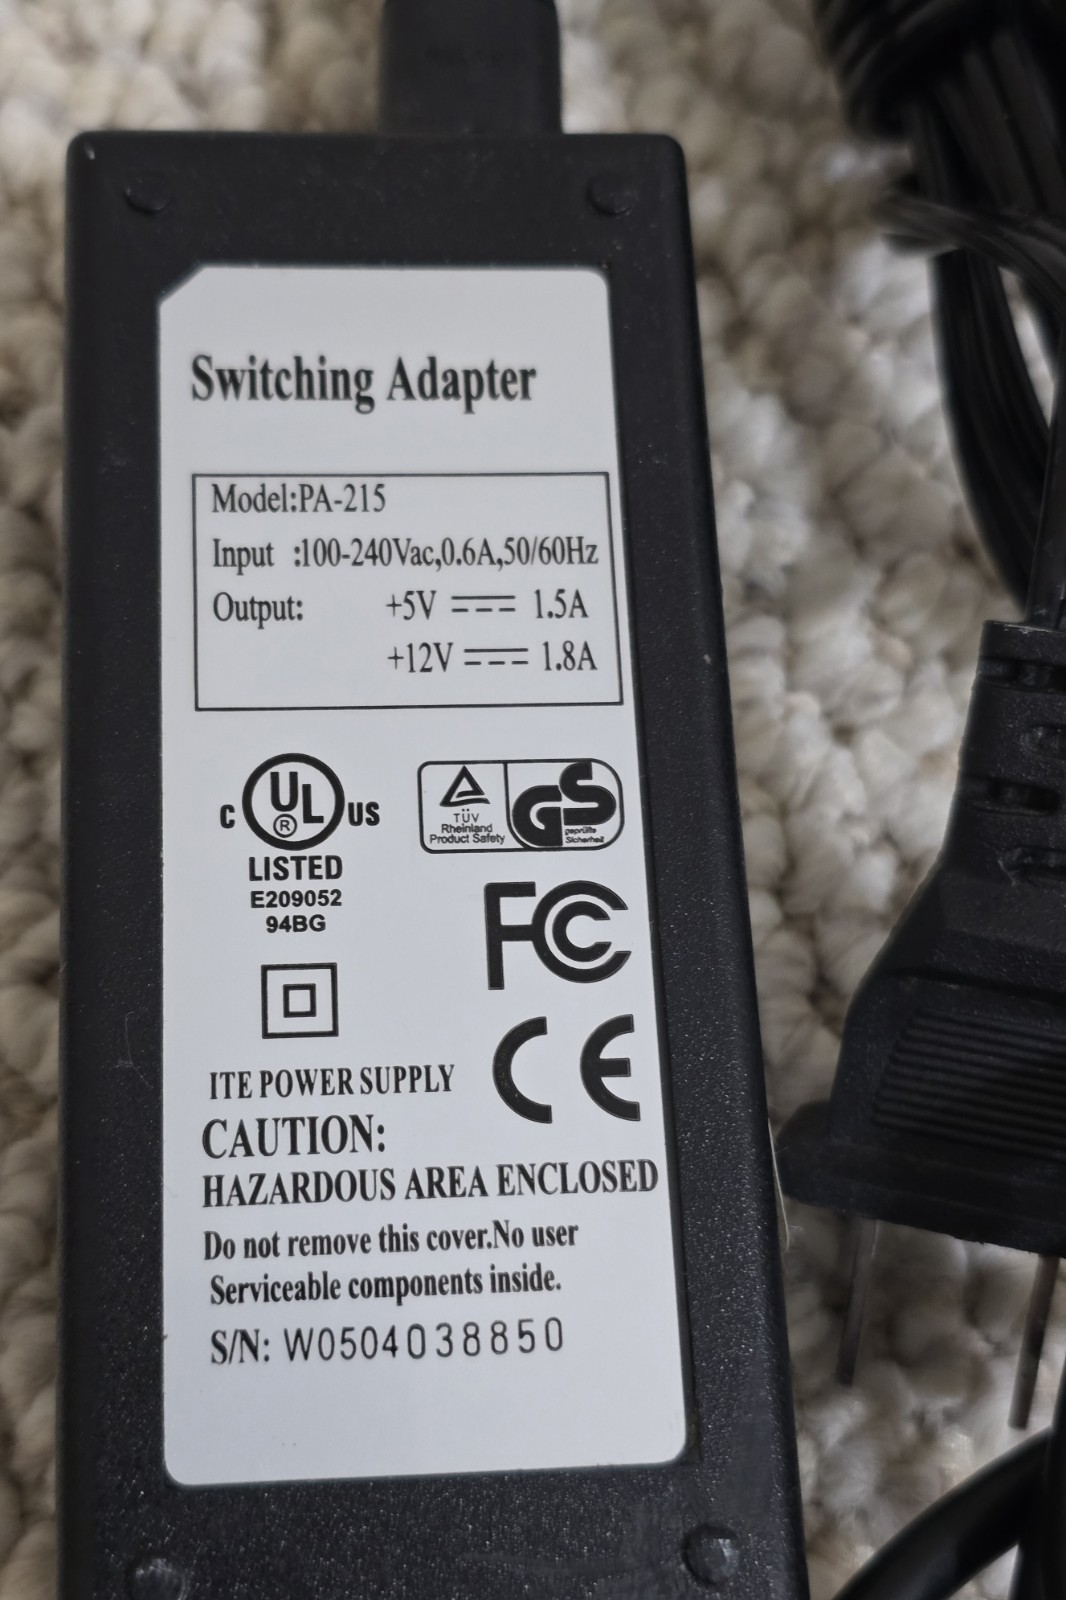 Switching Adapter
Model:PA-215
Input :100-240Vac,0.6A,50/60Hz
Output: +5V 1.5A
+12V 1.8A
C UL ® US
LISTED
E209052
94BG
TÜV
Rheinland
Product Safety
GS
geprüfte
Sicherheit
FC
CE
ITE POWER SUPPLY
CAUTION:
HAZARDOUS AREA ENCLOSED
Do not remove this cover.No user
Serviceable components inside.
S/N: W0504038850